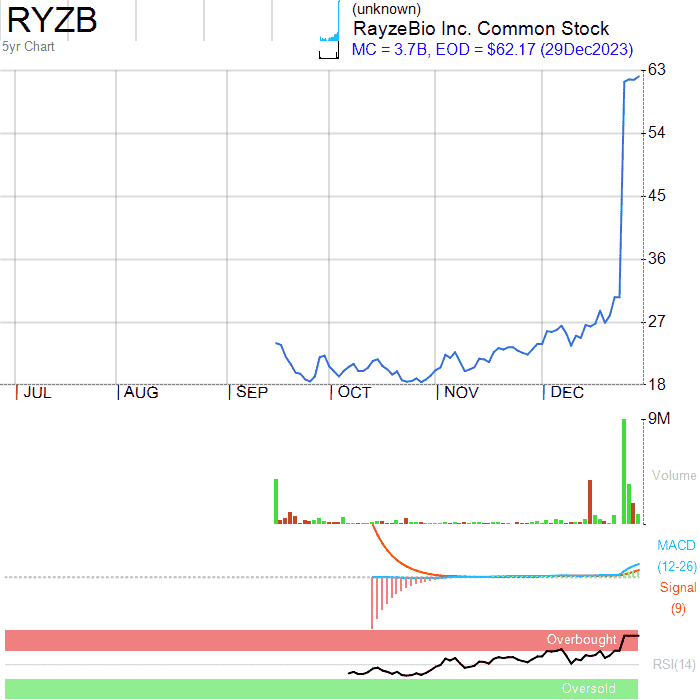 RYZB
5yr Chart
(unknown)
RayzeBio Inc. Common Stock
MC = 3.7B, EOD = $62.17 (29Dec2023)
63
54
45
36
27
18
JUL AUG SEP OCT NOV DEC
9M
Volume
MACD
(12-26)
Signal
(9)
Overbought
RSI(14)
Oversold